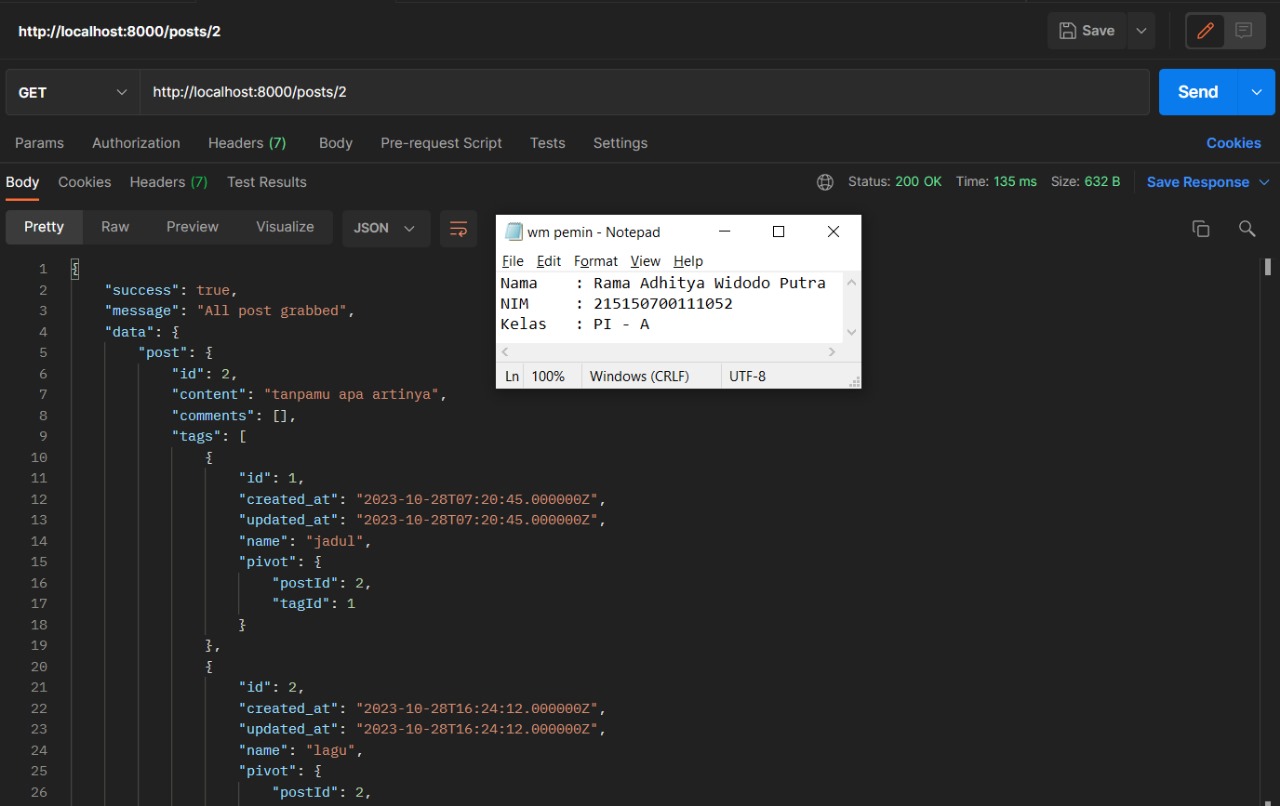 http://localhost:8000/posts/2
Save
GET http://localhost:8000/posts/2 Send
Params Authorization Headers (7) Body Pre-request Script Tests Settings Cookies
Body Cookies Headers (7) Test Results Status: 200 OK Time: 135 ms Size: 632 B Save Response
Pretty Raw Preview Visualize JSON
wm pemin - Notepad
File Edit Format View Help
Nama : Rama Adhitya Widodo Putra
NIM : 215150700111052
Kelas : PI - A
Ln 100% Windows (CRLF) UTF-8
1 {
2 "success": true,
3 "message": "All post grabbed",
4 "data": {
5 "post": {
6 "id": 2,
7 "content": "tanpamu apa artinya",
8 "comments": [],
9 "tags": [
10 {
11 "id": 1,
12 "created_at": "2023-10-28T07:20:45.000000Z",
13 "updated_at": "2023-10-28T07:20:45.000000Z",
14 "name": "jadul",
15 "pivot": {
16 "postId": 2,
17 "tagId": 1
18 }
19 },
20 {
21 "id": 2,
22 "created_at": "2023-10-28T16:24:12.000000Z",
23 "updated_at": "2023-10-28T16:24:12.000000Z",
24 "name": "lagu",
25 "pivot": {
26 "postId": 2,